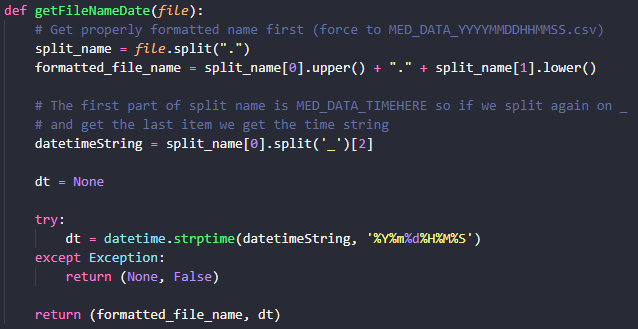 def getFileNameDate(file):
    # Get properly formatted name first (force to MED_DATA_YYYYMMDDHHMMSS.csv)
    split_name = file.split(".")
    formatted_file_name = split_name[0].upper() + "." + split_name[1].lower()

    # The first part of split name is MED_DATA_TIMEHERE so if we split again on _
    # and get the last item we get the time string
    datetimeString = split_name[0].split('_')[2]

    dt = None

    try:
        dt = datetime.strptime(datetimeString, '%Y%m%d%H%M%S')
    except Exception:
        return (None, False)

    return (formatted_file_name, dt)